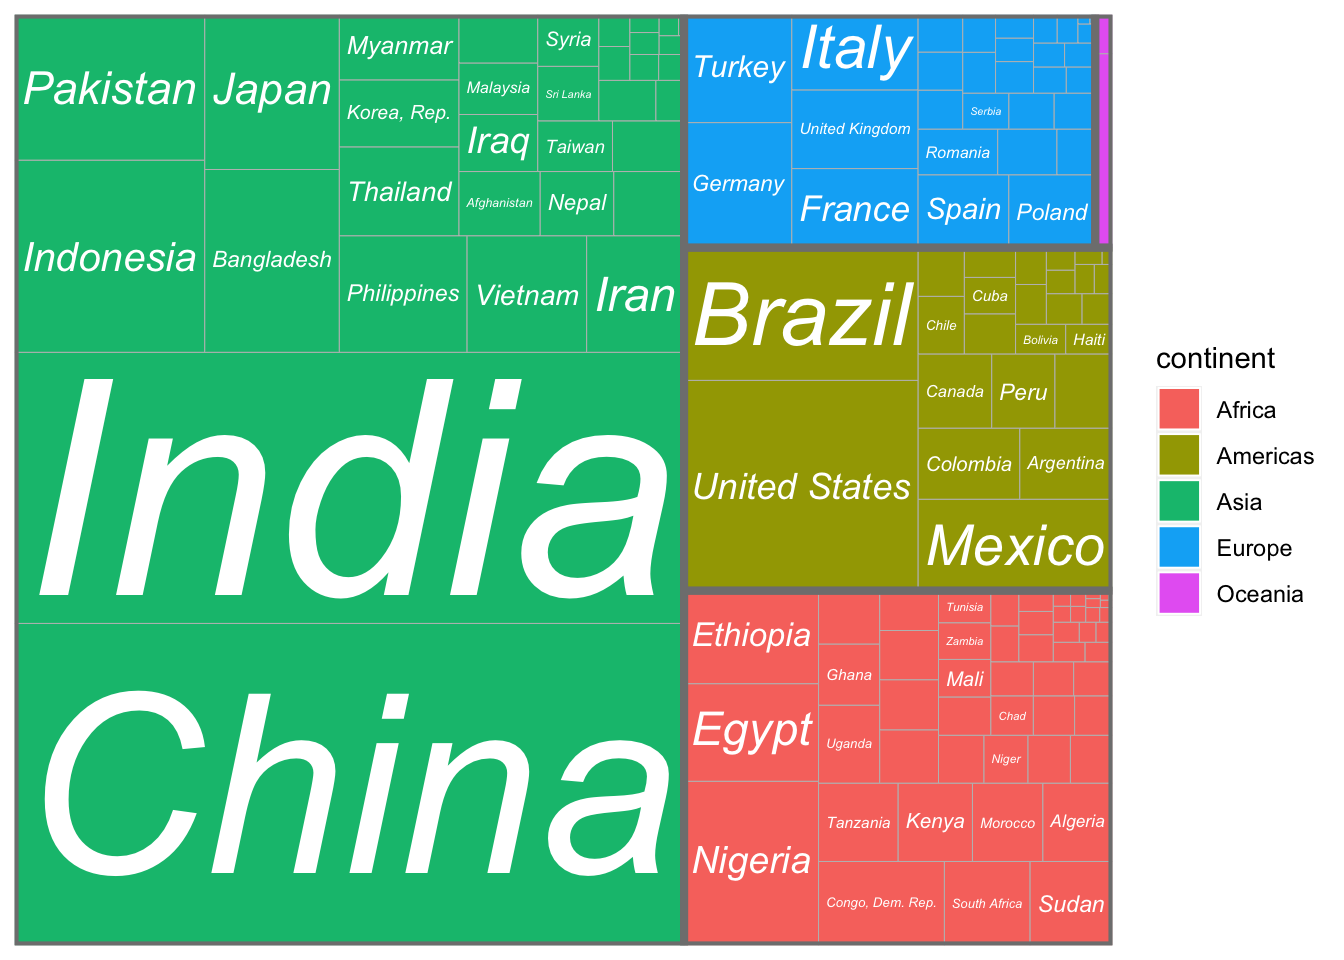 Pakistan
Japan
Myanmar
Syria
Malaysia
Sri Lanka
Korea, Rep.
Iraq
Taiwan
Thailand
Afghanistan
Nepal
Indonesia
Bangladesh
Philippines
Vietnam
Iran
India
China
Turkey
Italy
Serbia
United Kingdom
Romania
Germany
France
Spain
Poland
Brazil
Cuba
Chile
Bolivia
Haiti
Canada
Peru
United States
Colombia
Argentina
Mexico
Ethiopia
Tunisia
Zambia
Ghana
Mali
Egypt
Chad
Uganda
Niger
Nigeria
Tanzania
Kenya
Morocco
Algeria
Congo, Dem. Rep.
South Africa
Sudan
continent
Africa
Americas
Asia
Europe
Oceania